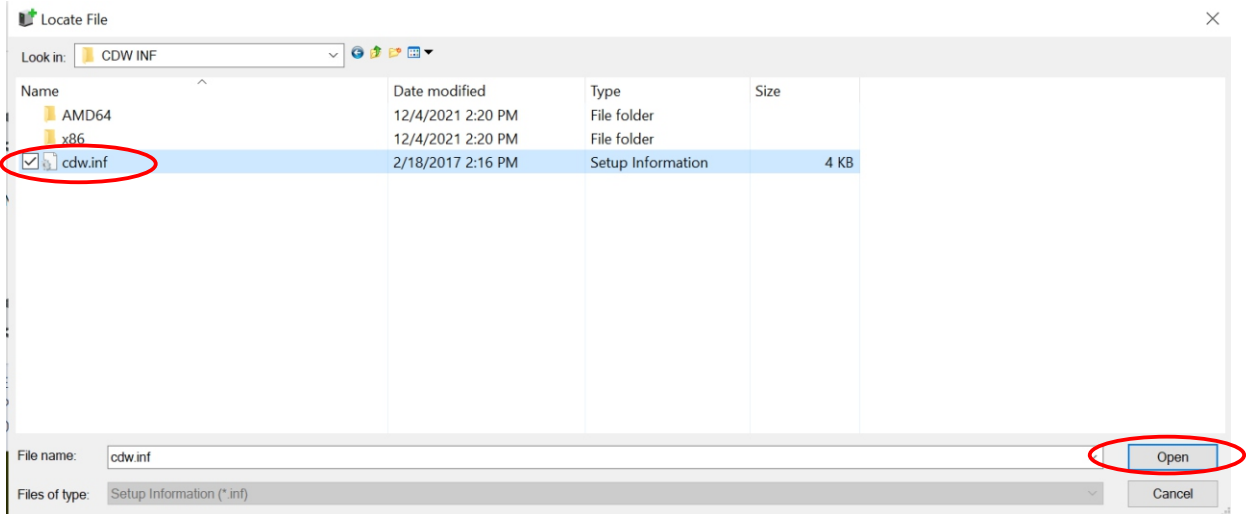 Locate File
Look in: CDW INF
Name Date modified Type Size
AMD64 12/4/2021 2:20 PM File folder
x86 12/4/2021 2:20 PM File folder
cdw.inf 2/18/2017 2:16 PM Setup Information 4 KB
File name: cdw.inf Open
Files of type: Setup Information (*.inf) Cancel